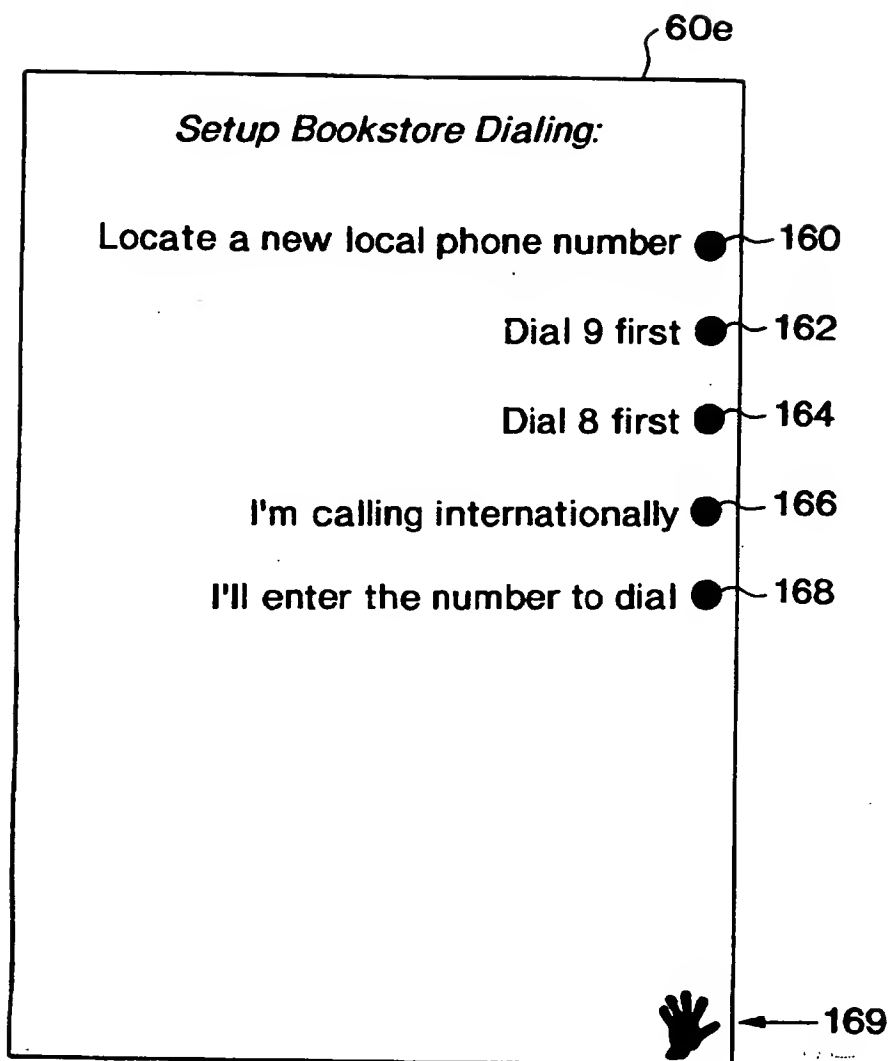 60e
Setup Bookstore Dialing:
Locate a new local phone number 160
Dial 9 first 162
Dial 8 first 164
I'm calling internationally 166
I'll enter the number to dial 168
169